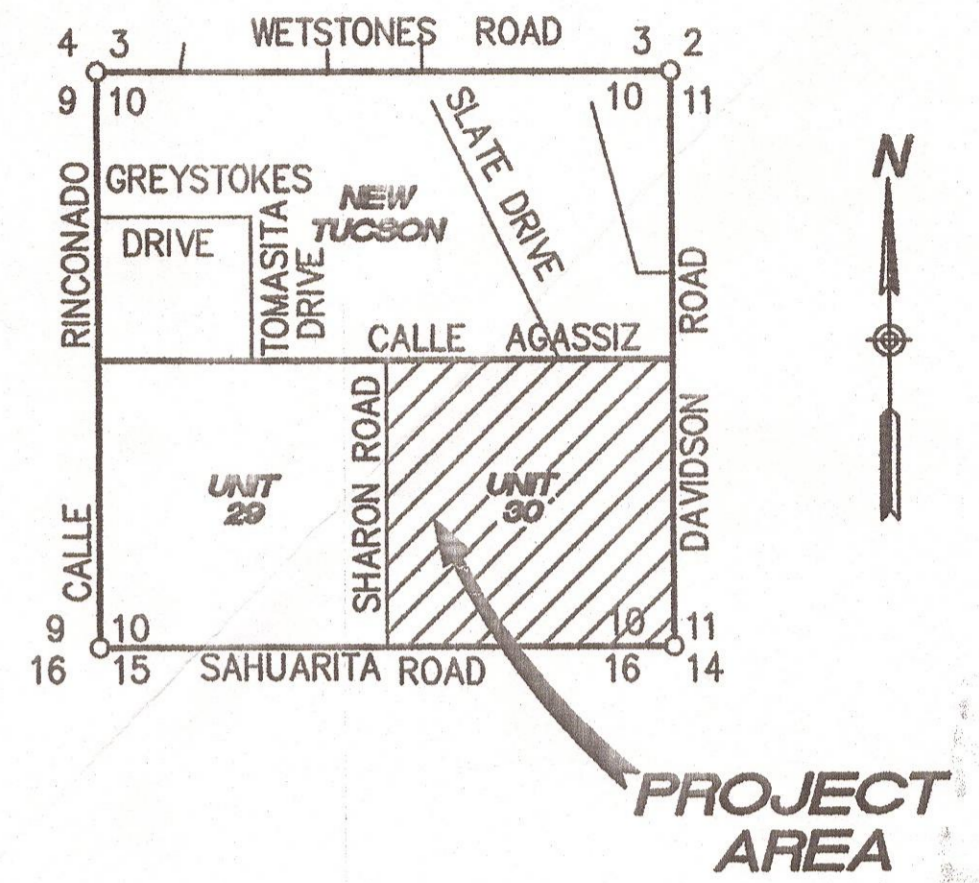 WETSTONES ROAD
4 3
3 2
9 10
10 11
GREYSTOKES
DRIVE
NEW
TUCSON
SLATE DRIVE
RINCONADO
CALLE
TOMASITA
DRIVE
ROAD
DAVIDSON
CALLE AGASSIZ
SHARON ROAD
UNIT
29
UNIT
30
N
9 10
16 15
10 11
16 14
SAHUARITA ROAD
PROJECT
AREA